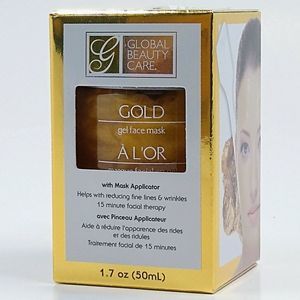 G
GLOBAL
BEAUTY
CARE.
GOLD
gel face mask
À L'OR
with Mask Applicator
Helps with reducing fine lines & wrinkles
15 minute facial therapy
avec Pinceau Applicateur
Aide à réduire l'apparence des rides
et des ridules
Traitement facial de 15 minutes
1.7 oz (50mL)